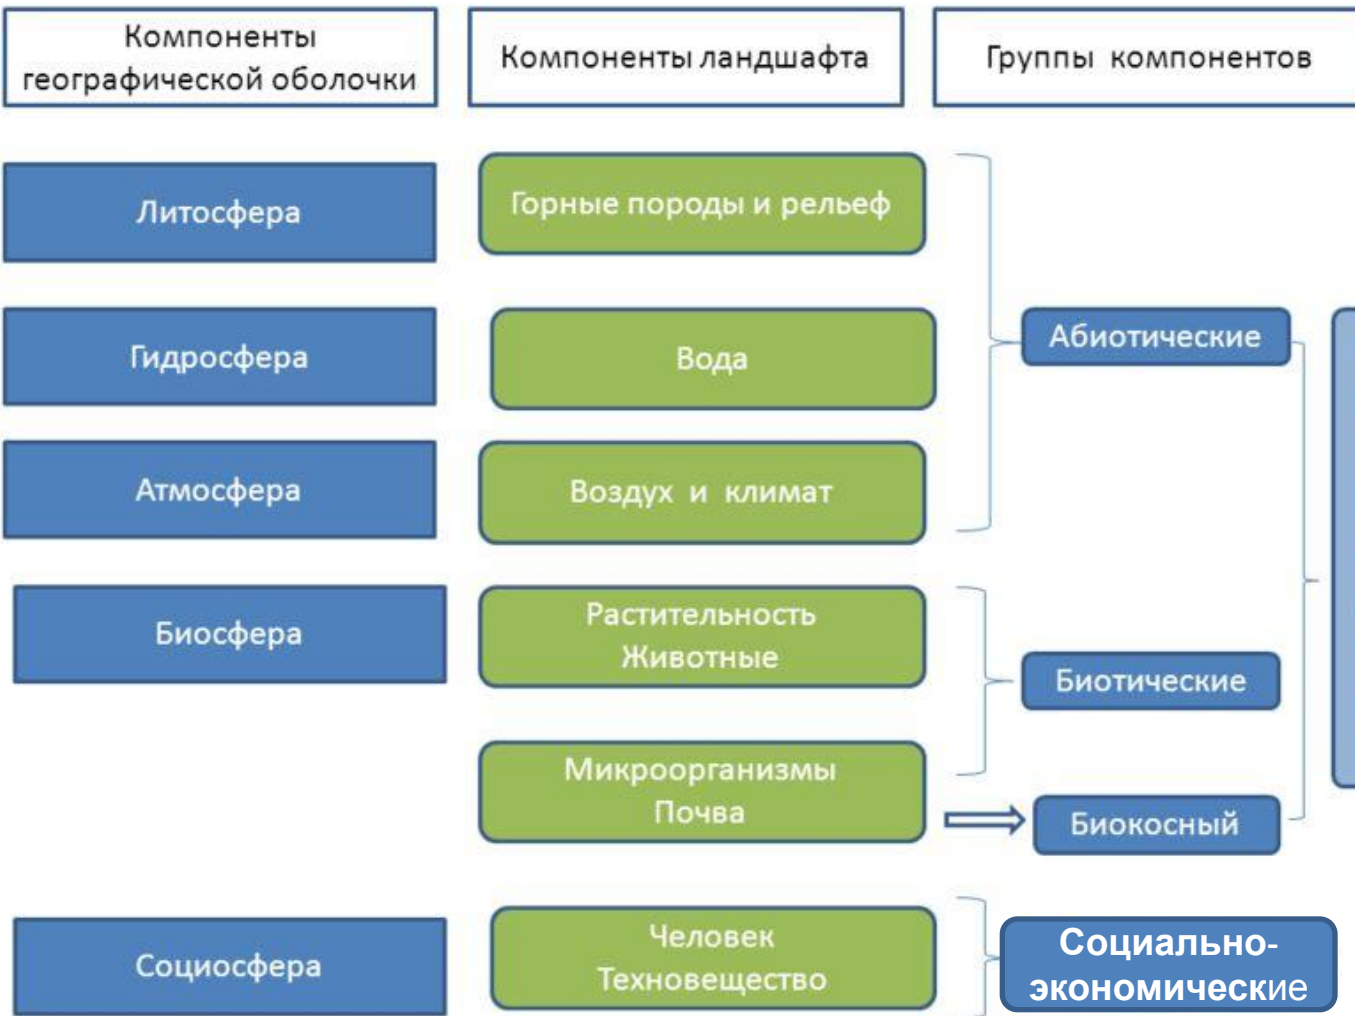 Компоненты
географической оболочки
Компоненты ландшафта
Группы компонентов
Литосфера
Горные породы и рельеф
Гидросфера
Вода
Абиотические
Атмосфера
Воздух и климат
Биосфера
Растительность
Животные
Биотические
Микроорганизмы
Почва
Биокосный
Социосфера
Человек
Техновещество
Социально-
экономические